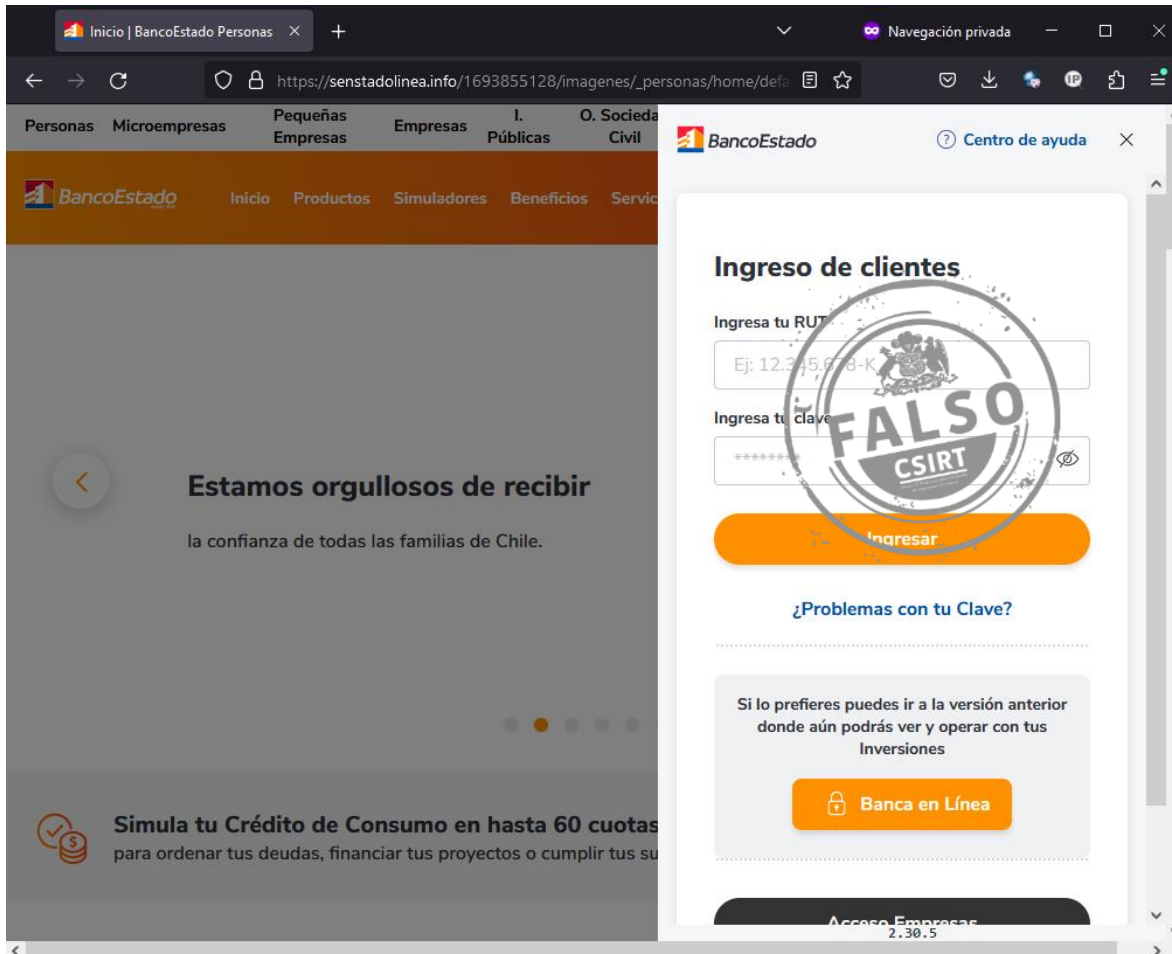 Inicio | BancoEstado Personas
Navegación privada
https://senstadolinea.info/1693855128/imagenes/_personas/home/defa
Personas Microempresas Pequeñas Empresas Empresas I. Públicas O. Socieda Civil
BancoEstado Inicio Productos Simuladores Beneficios Servic
Estamos orgullosos de recibir
la confianza de todas las familias de Chile.
Simula tu Crédito de Consumo en hasta 60 cuotas
para ordenar tus deudas, financiar tus proyectos o cumplir tus su
BancoEstado Centro de ayuda
Ingreso de clientes
Ingresa tu RUT
Ej: 12.345.678-K
Ingresa tu clave
********
FALSO
CSIRT
Ingresar
¿Problemas con tu Clave?
Si lo prefieres puedes ir a la versión anterior
donde aún podrás ver y operar con tus
Inversiones
Banca en Línea
Acceso Empresas
2.30.5